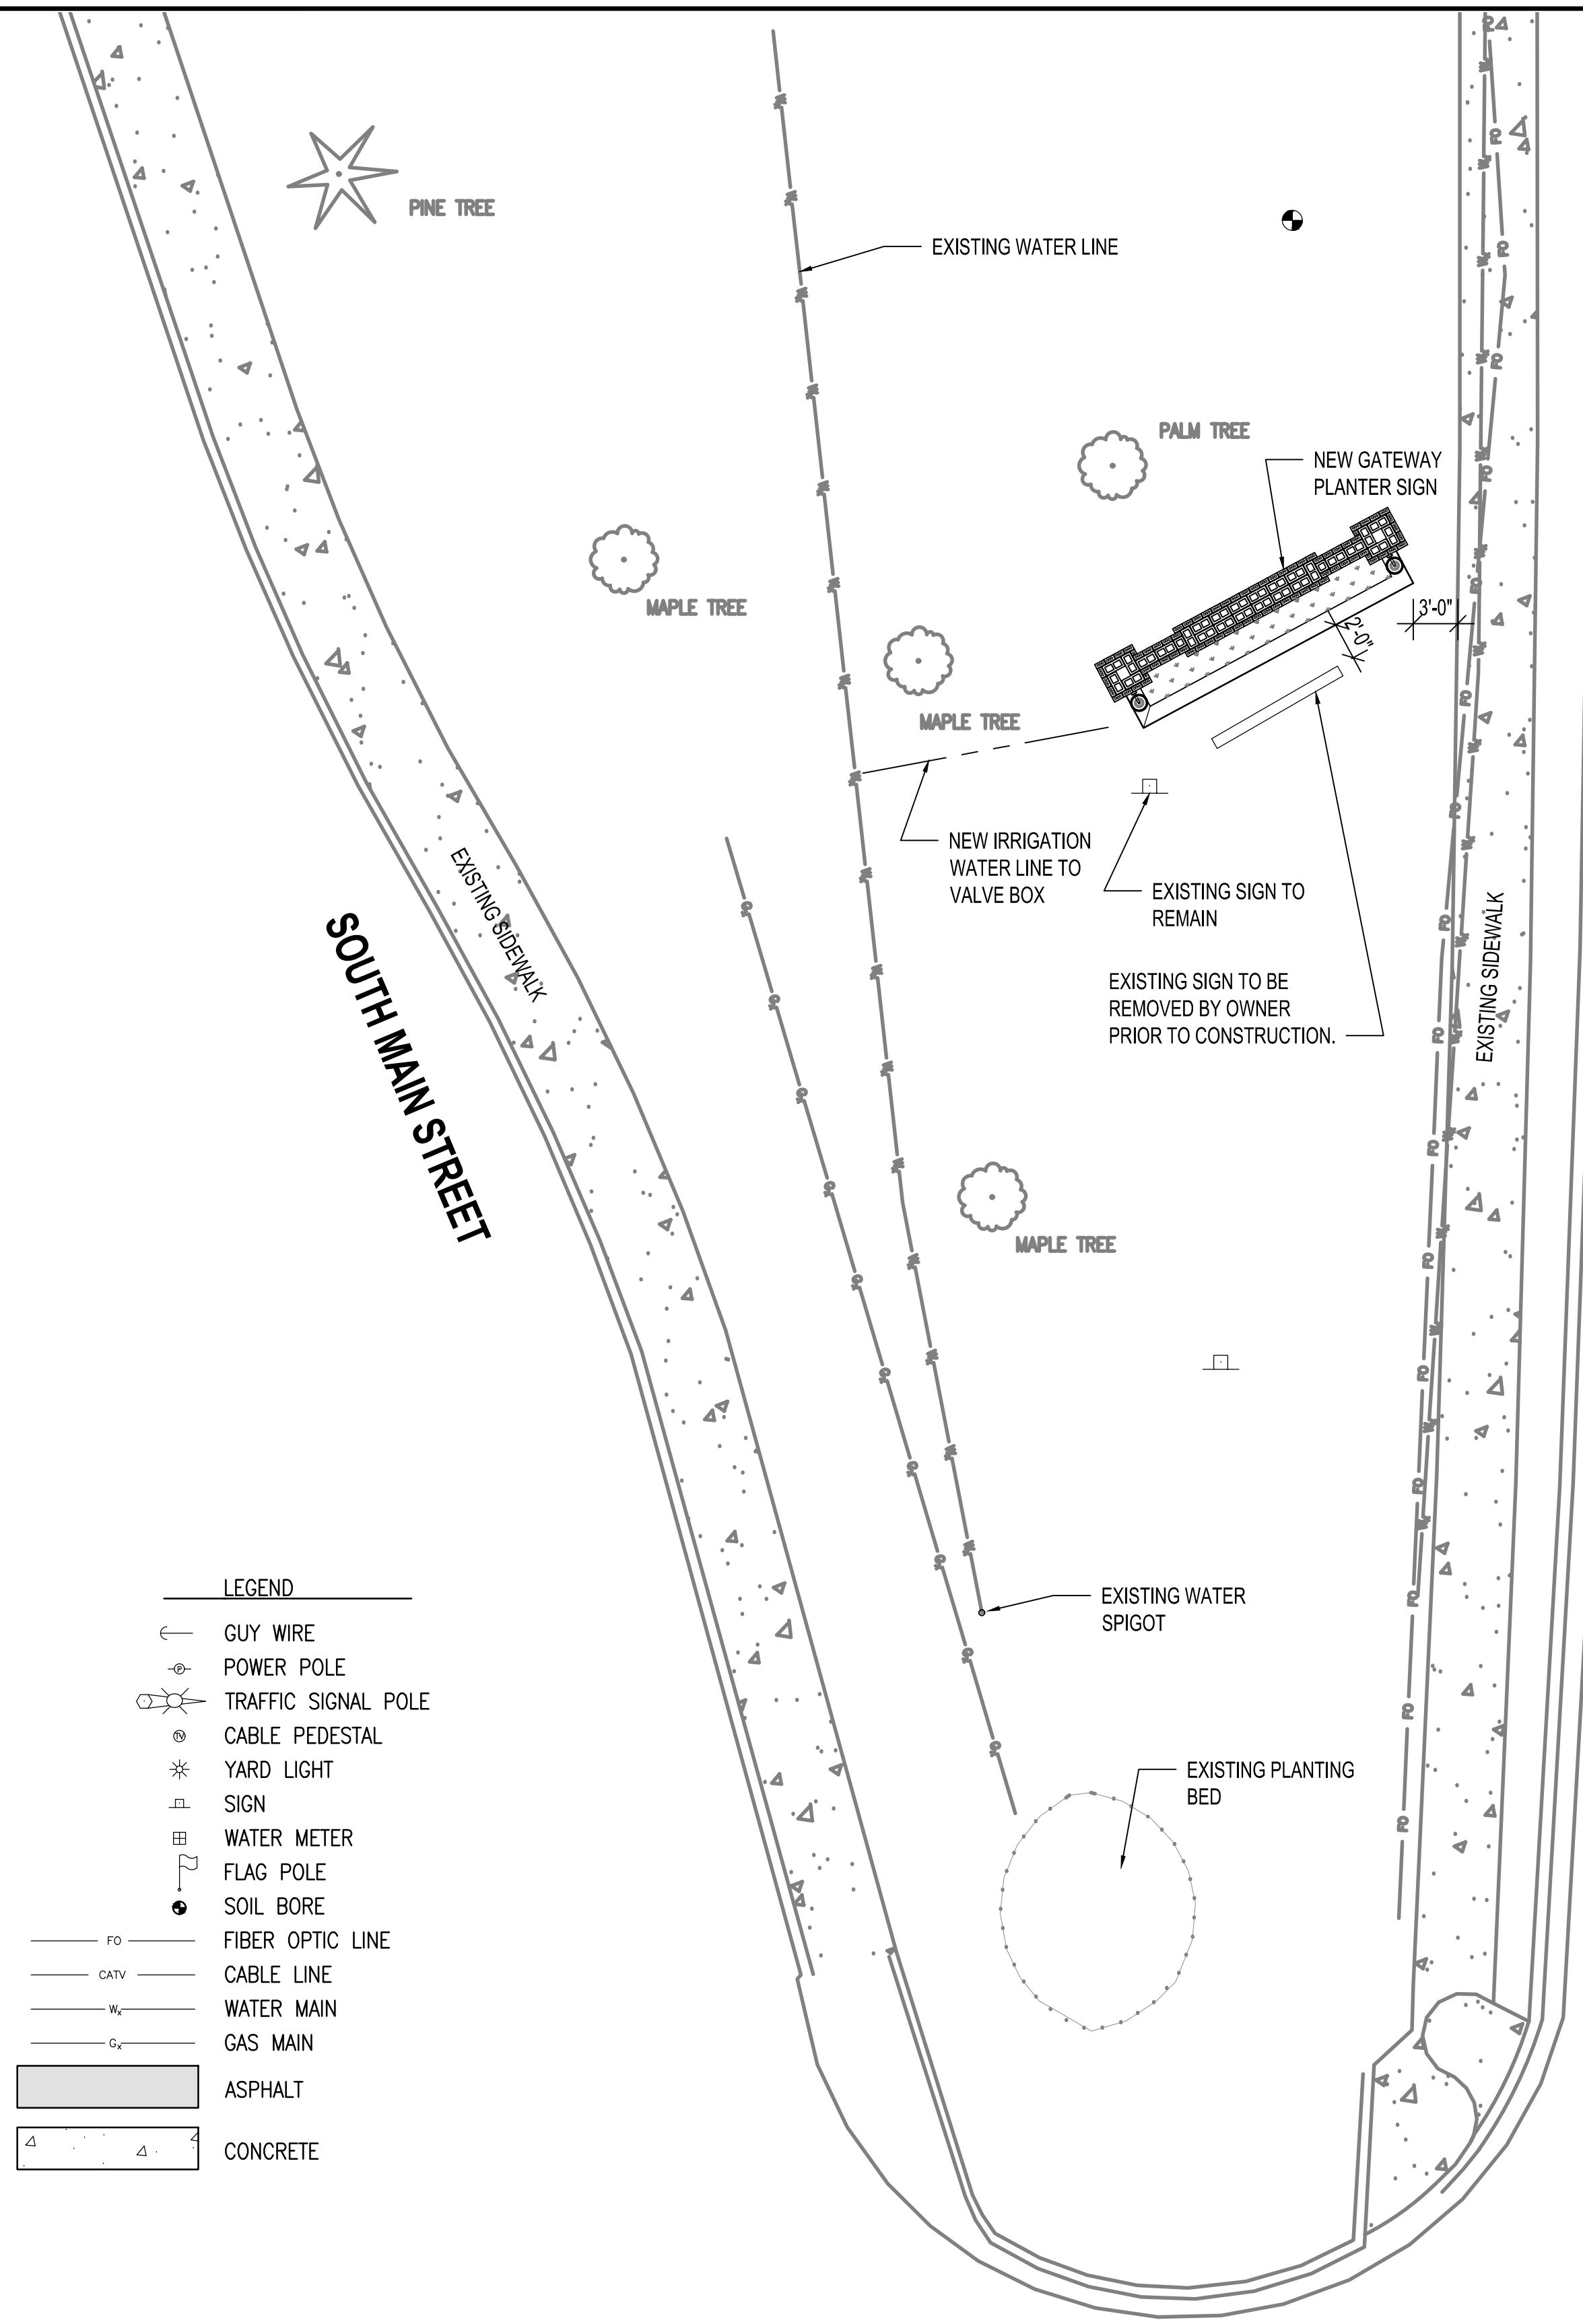 PINE TREE
EXISTING WATER LINE
PALM TREE
NEW GATEWAY
PLANTER SIGN
MAPLE TREE
3'-0"
2'-0"
MAPLE TREE
NEW IRRIGATION
WATER LINE TO
VALVE BOX
EXISTING SIGN TO
REMAIN
EXISTING SIDEWALK
EXISTING SIDEWALK
SOUTH MAIN STREET
EXISTING SIGN TO BE
REMOVED BY OWNER
PRIOR TO CONSTRUCTION.
MAPLE TREE
EXISTING WATER
SPIGOT
EXISTING PLANTING
BED
LEGEND
GUY WIRE
P POWER POLE
TRAFFIC SIGNAL POLE
TV CABLE PEDESTAL
YARD LIGHT
SIGN
WATER METER
FLAG POLE
SOIL BORE
FO FIBER OPTIC LINE
CATV CABLE LINE
Wx WATER MAIN
Gx GAS MAIN
ASPHALT
CONCRETE